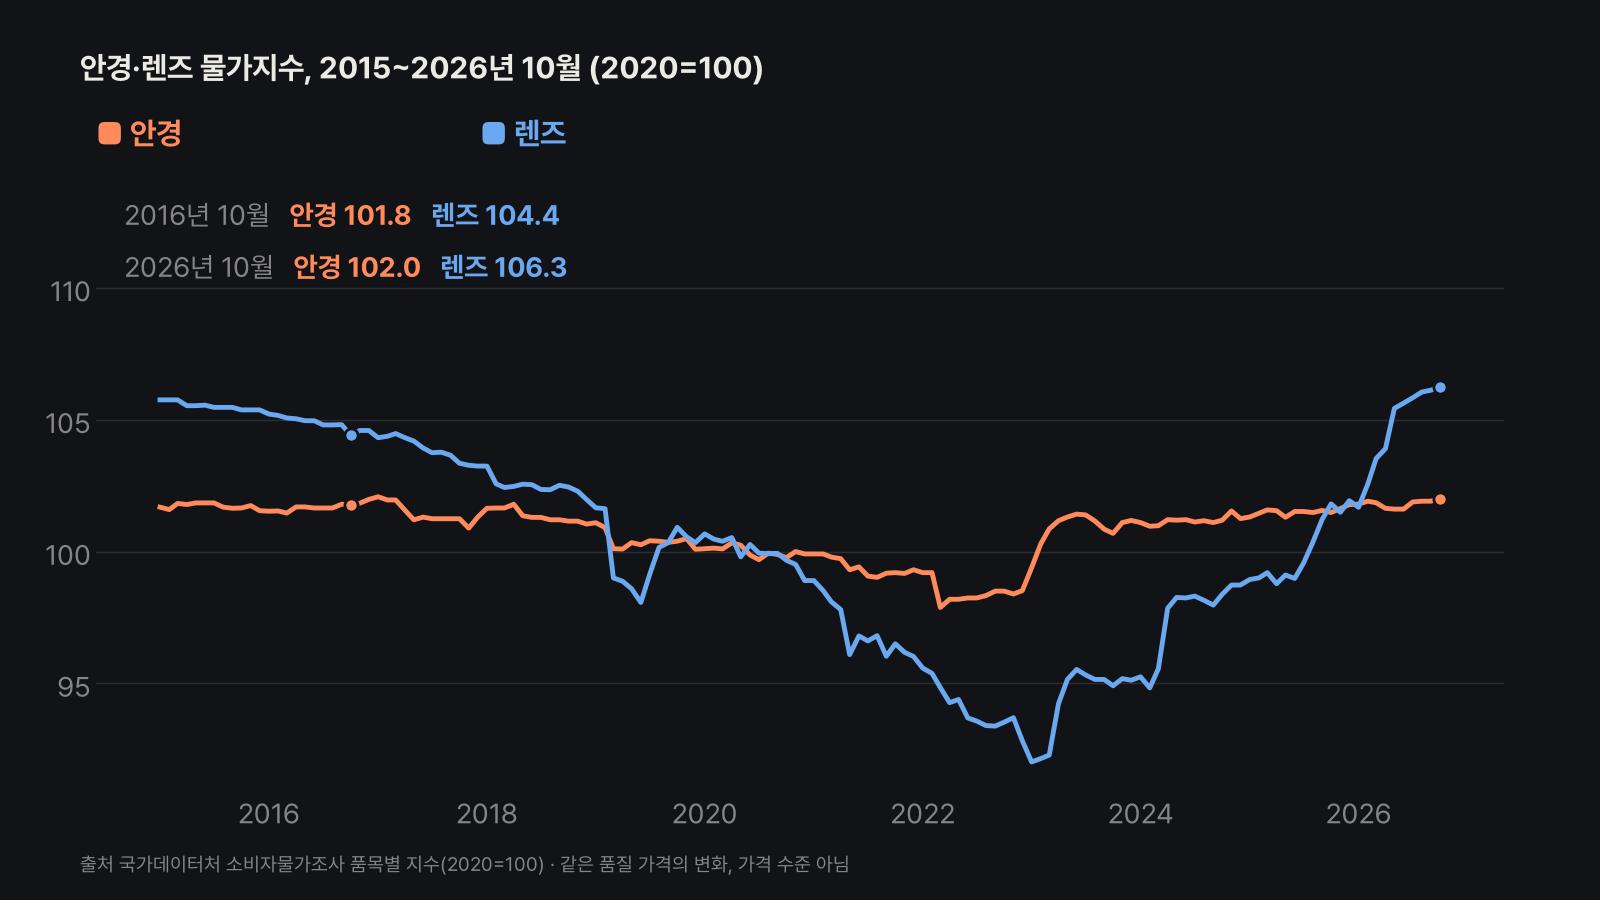 안경·렌즈 물가지수, 2015~2026년 10월 (2020=100)
안경 렌즈
2016년 10월 안경 101.8 렌즈 104.4
2026년 10월 안경 102.0 렌즈 106.3
110
105
100
95
2016 2018 2020 2022 2024 2026
출처 국가데이터처 소비자물가조사 품목별 지수(2020=100) · 같은 품질 가격의 변화, 가격 수준 아님